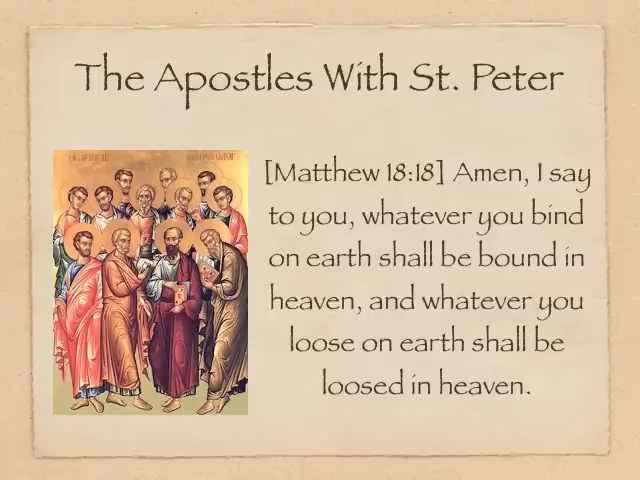 The Apostles With St. Peter
[Matthew 18:18] Amen, I say
to you, whatever you bind
on earth shall be bound in
heaven, and whatever you
loose on earth shall be
loosed in heaven.